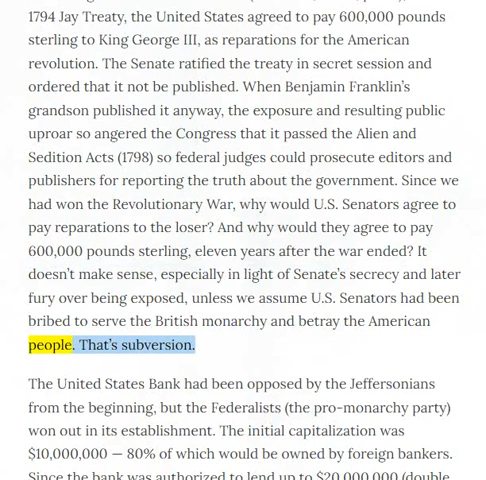 1794 Jay Treaty, the United States agreed to pay 600,000 pounds
sterling to King George III, as reparations for the American
revolution. The Senate ratified the treaty in secret session and
ordered that it not be published. When Benjamin Franklin’s
grandson published it anyway, the exposure and resulting public
uproar so angered the Congress that it passed the Alien and
Sedition Acts (1798) so federal judges could prosecute editors and
publishers for reporting the truth about the government. Since we
had won the Revolutionary War, why would U.S. Senators agree to
pay reparations to the loser? And why would they agree to pay
600,000 pounds sterling, eleven years after the war ended? It
doesn’t make sense, especially in light of Senate’s secrecy and later
fury over being exposed, unless we assume U.S. Senators had been
bribed to serve the British monarchy and betray the American
people. That’s subversion.
The United States Bank had been opposed by the Jeffersonians
from the beginning, but the Federalists (the pro-monarchy party)
won out in its establishment. The initial capitalization was
$10,000,000 — 80% of which would be owned by foreign bankers.
Since the bank was authorized to lend up to $20,000,000 (double